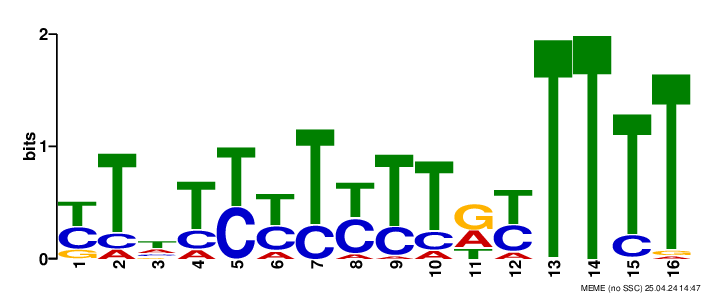 2
1
0
bits
T C G
T C A
T A C G
T C A
T C
T C A
T C
T C A
T C A
T C A
G A T
T C A
T
T
T C
T G A
1 2 3 4 5 6 7 8 9 10 11 12 13 14 15 16
MEME (no SSC) 25.04.24 14:47